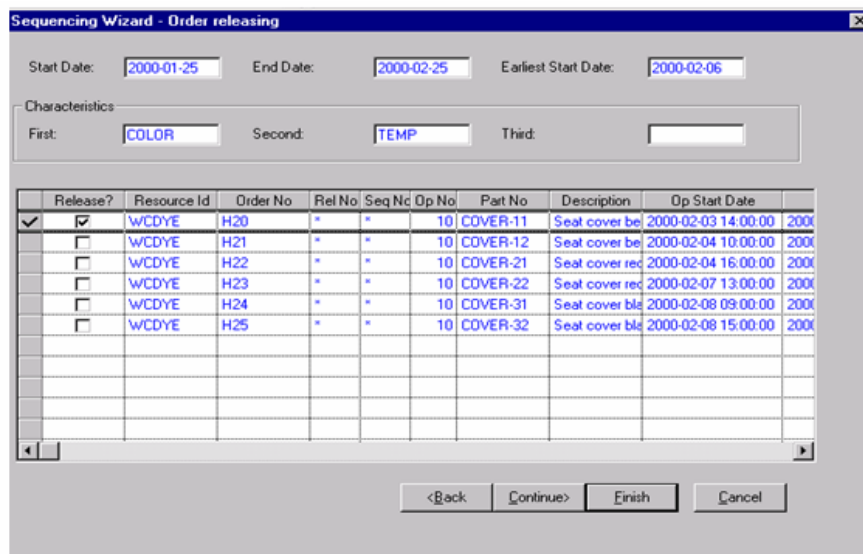 Sequencing Wizard - Order releasing
Start Date: 2000-01-25 End Date: 2000-02-25 Earliest Start Date: 2000-02-06
Characteristics
First: COLOR Second: TEMP Third:
Release? Resource Id Order No Rel No Seq No Op No Part No Description Op Start Date
WCDYE H20 * * 10 COVER-11 Seat cover be 2000-02-03 14:00:00 2000
WCDYE H21 * * 10 COVER-12 Seat cover be 2000-02-04 10:00:00 2000
WCDYE H22 * * 10 COVER-21 Seat cover rec 2000-02-04 16:00:00 2000
WCDYE H23 * * 10 COVER-22 Seat cover rec 2000-02-07 13:00:00 2000
WCDYE H24 * * 10 COVER-31 Seat cover bla 2000-02-08 09:00:00 2000
WCDYE H25 * * 10 COVER-32 Seat cover bla 2000-02-08 15:00:00 2000
<Back Continue> Finish Cancel